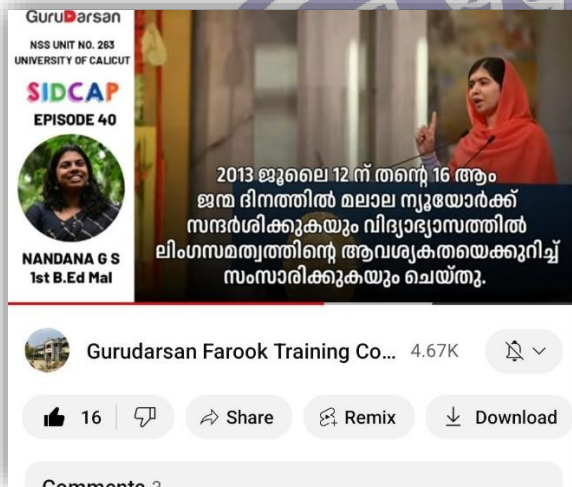 GuruDarsan
NSS UNIT NO. 263
UNIVERSITY OF CALICUT
SIDCAP
EPISODE 40
NANDANA G S
1st B.Ed Mal
2013 ജൂലൈ 12 ന് തന്റെ 16 ആം
ജന്മ ദിനത്തിൽ മലാല ന്യൂയോർക്ക്
സന്ദർശിക്കുകയും വിദ്യാഭ്യാസത്തിൽ
ലിംഗസമത്വത്തിന്റെ ആവശ്യകതയെക്കുറിച്ച്
സംസാരിക്കുകയും ചെയ്തു.
Gurudarsan Farook Training Co... 4.67K
16 Share Remix Download
Comments